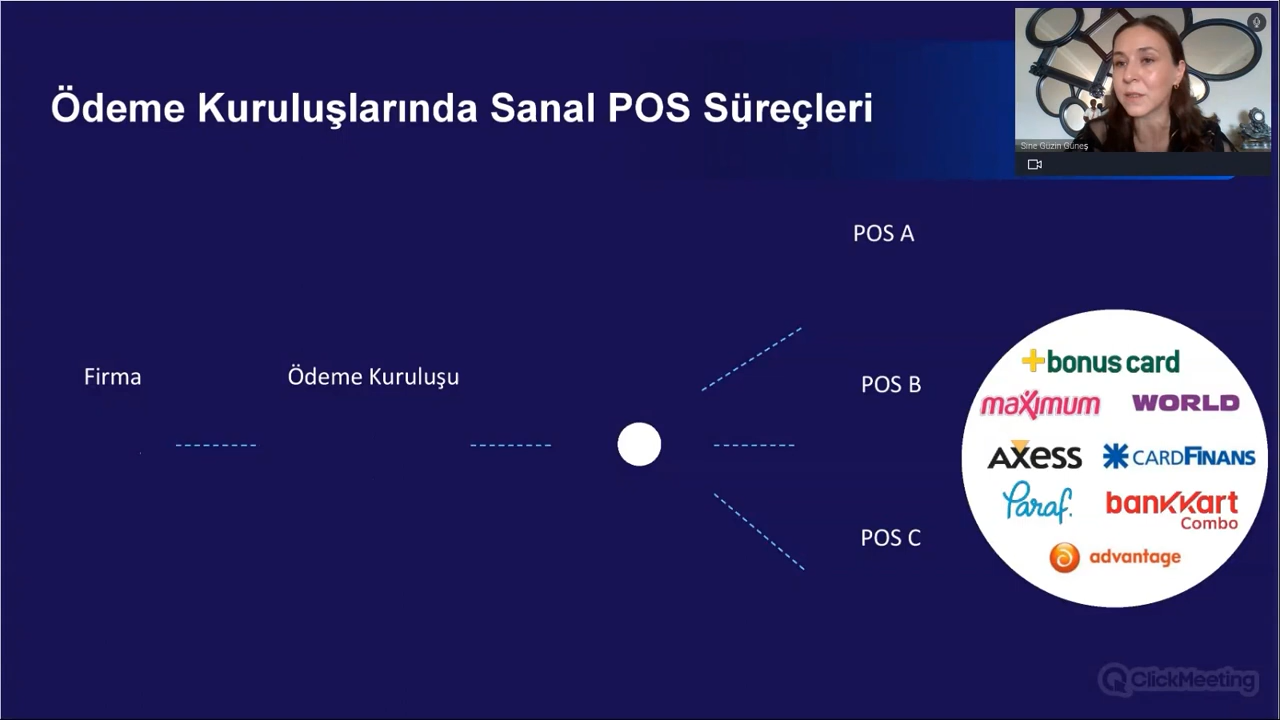 Ödeme Kuruluşlarında Sanal POS Süreçleri
Sine Güzin Güneş
POS A
Firma
Ödeme Kuruluşu
POS B
POS C
bonus card
maximum
WORLD
AXESS
CARDFINANS
Paraf.
bankkart
Combo
advantage
ClickMeeting